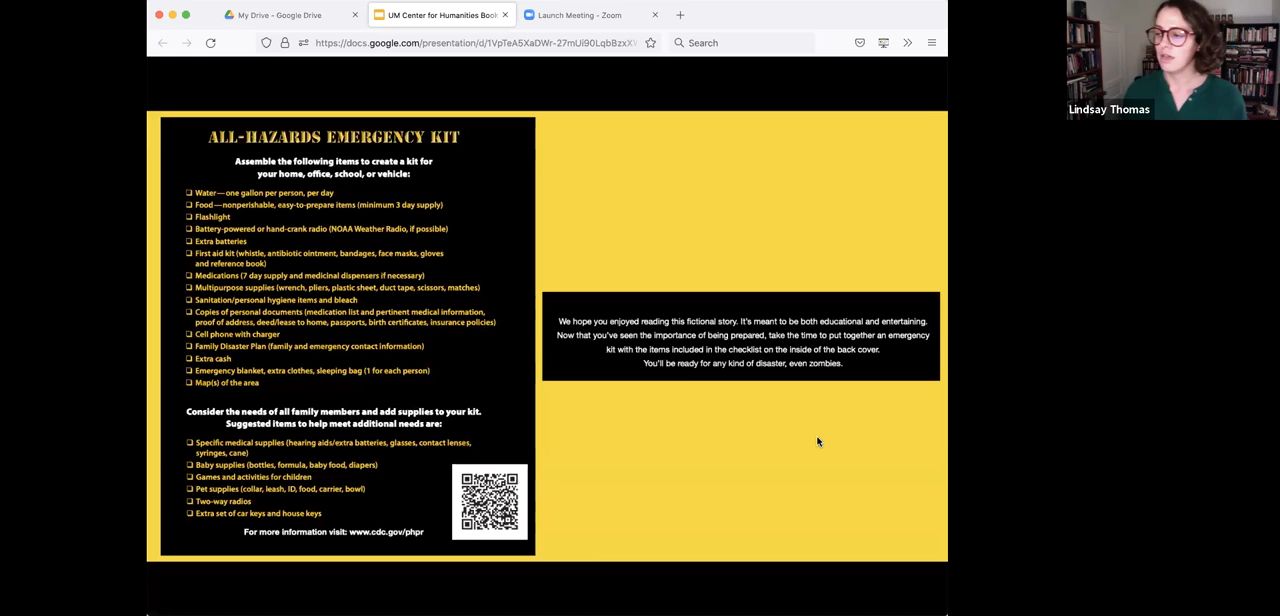 My Drive - Google Drive
UM Center for Humanities Book
Launch Meeting - Zoom
https://docs.google.com/presentation/d/1VpTeA5XaDWr-27mUi90LqbBzxXW
Search
Lindsay Thomas
ALL-HAZARDS EMERGENCY KIT
Assemble the following items to create a kit for
your home, office, school, or vehicle:
❑ Water—one gallon per person, per day
❑ Food—nonperishable, easy-to-prepare items (minimum 3 day supply)
❑ Flashlight
❑ Battery-powered or hand-crank radio (NOAA Weather Radio, if possible)
❑ Extra batteries
❑ First aid kit (whistle, antibiotic ointment, bandages, face masks, gloves
and reference book)
❑ Medications (7 day supply and medicinal dispensers if necessary)
❑ Multipurpose supplies (wrench, pliers, plastic sheet, duct tape, scissors, matches)
❑ Sanitation/personal hygiene items and bleach
❑ Copies of personal documents (medication list and pertinent medical information,
proof of address, deed/lease to home, passports, birth certificates, insurance policies)
❑ Cell phone with charger
❑ Family Disaster Plan (family and emergency contact information)
❑ Extra cash
❑ Emergency blanket, extra clothes, sleeping bag (1 for each person)
❑ Map(s) of the area
Consider the needs of all family members and add supplies to your kit.
Suggested items to help meet additional needs are:
❑ Specific medical supplies (hearing aids/extra batteries, glasses, contact lenses,
syringes, cane)
❑ Baby supplies (bottles, formula, baby food, diapers)
❑ Games and activities for children
❑ Pet supplies (collar, leash, ID, food, carrier, bowl)
❑ Two-way radios
❑ Extra set of car keys and house keys
For more information visit: www.cdc.gov/phpr
We hope you enjoyed reading this fictional story. It's meant to be both educational and entertaining.
Now that you've seen the importance of being prepared, take the time to put together an emergency
kit with the items included in the checklist on the inside of the back cover.
You'll be ready for any kind of disaster, even zombies.